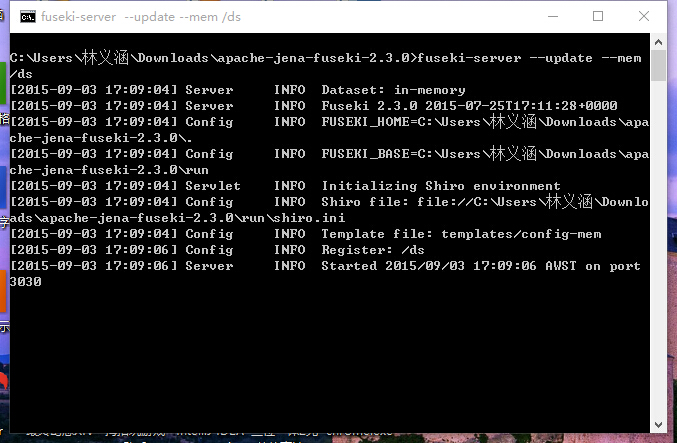 fuseki-server --update --mem /ds
C:\Users\林义涵\Downloads\apache-jena-fuseki-2.3.0>fuseki-server --update --mem
/ds
[2015-09-03 17:09:04] Server     INFO  Dataset: in-memory
[2015-09-03 17:09:04] Server     INFO  Fuseki 2.3.0 2015-07-25T17:11:28+0000
[2015-09-03 17:09:04] Config     INFO  FUSEKI_HOME=C:\Users\林义涵\Downloads\apa
che-jena-fuseki-2.3.0\.
[2015-09-03 17:09:04] Config     INFO  FUSEKI_BASE=C:\Users\林义涵\Downloads\apa
che-jena-fuseki-2.3.0\run
[2015-09-03 17:09:04] Servlet    INFO  Initializing Shiro environment
[2015-09-03 17:09:04] Config     INFO  Shiro file: file://C:\Users\林义涵\Downlo
ads\apache-jena-fuseki-2.3.0\run\shiro.ini
[2015-09-03 17:09:04] Config     INFO  Template file: templates/config-mem
[2015-09-03 17:09:06] Config     INFO  Register: /ds
[2015-09-03 17:09:06] Server     INFO  Started 2015/09/03 17:09:06 AWST on port
3030